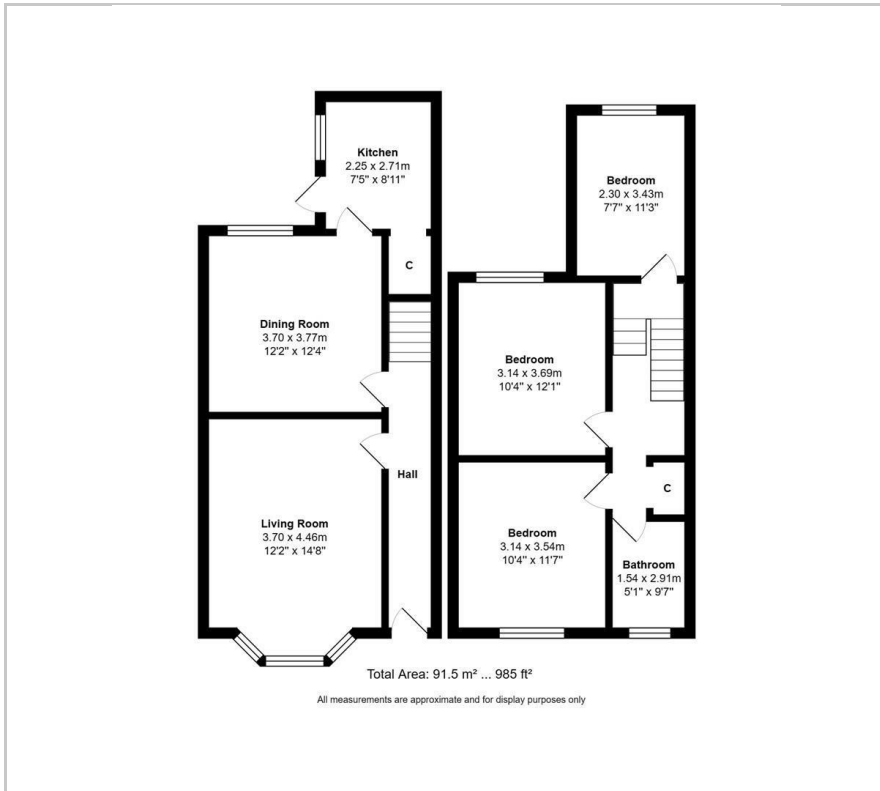 Kitchen
2.25 x 2.71m
7'5" x 8'11"
C
Dining Room
3.70 x 3.77m
12'2" x 12'4"
Hall
Living Room
3.70 x 4.46m
12'2" x 14'8"
Bedroom
2.30 x 3.43m
7'7" x 11'3"
Bedroom
3.14 x 3.69m
10'4" x 12'1"
C
Bedroom
3.14 x 3.54m
10'4" x 11'7"
Bathroom
1.54 x 2.91m
5'1" x 9'7"
Total Area: 91.5 m² ... 985 ft²
All measurements are approximate and for display purposes only